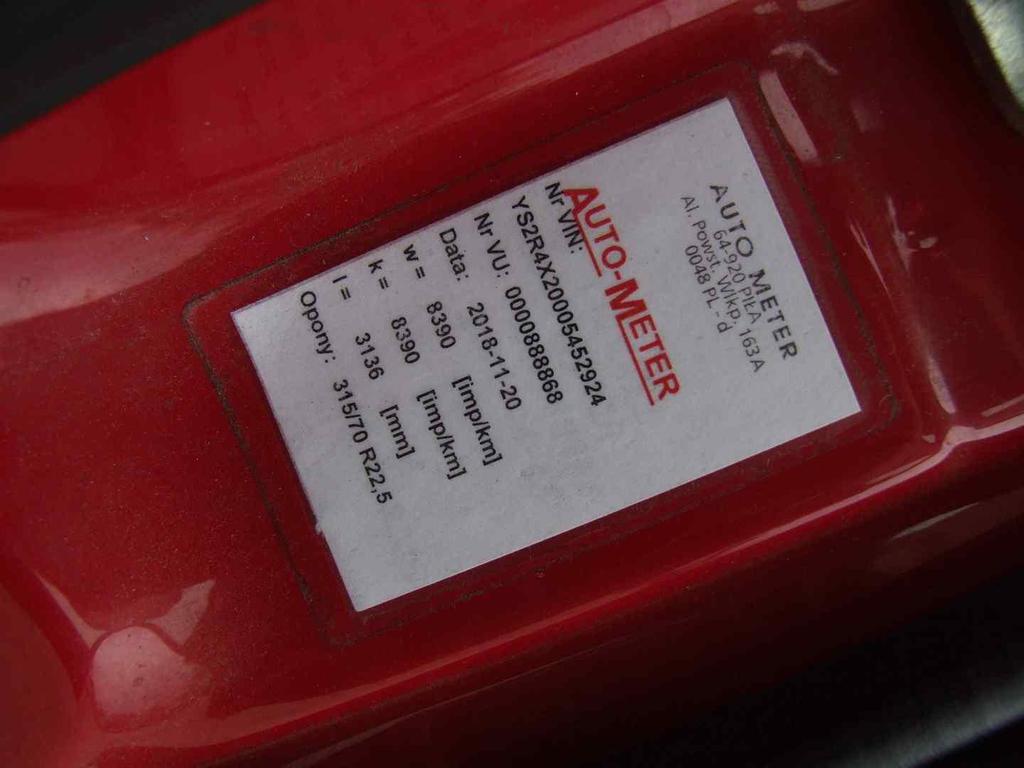 AUTO METER
64-920 PIŁA
Al. Powst. Wlkp. 163A
0048 PL - d
AUTO-METER
Nr VIN:
YS2R4X20005452924
Nr VU: 0000888868
Data: 2018-11-20
w = 8390 [imp/km]
k = 8390 [imp/km]
l = 3136 [mm]
Opony: 315/70 R22,5